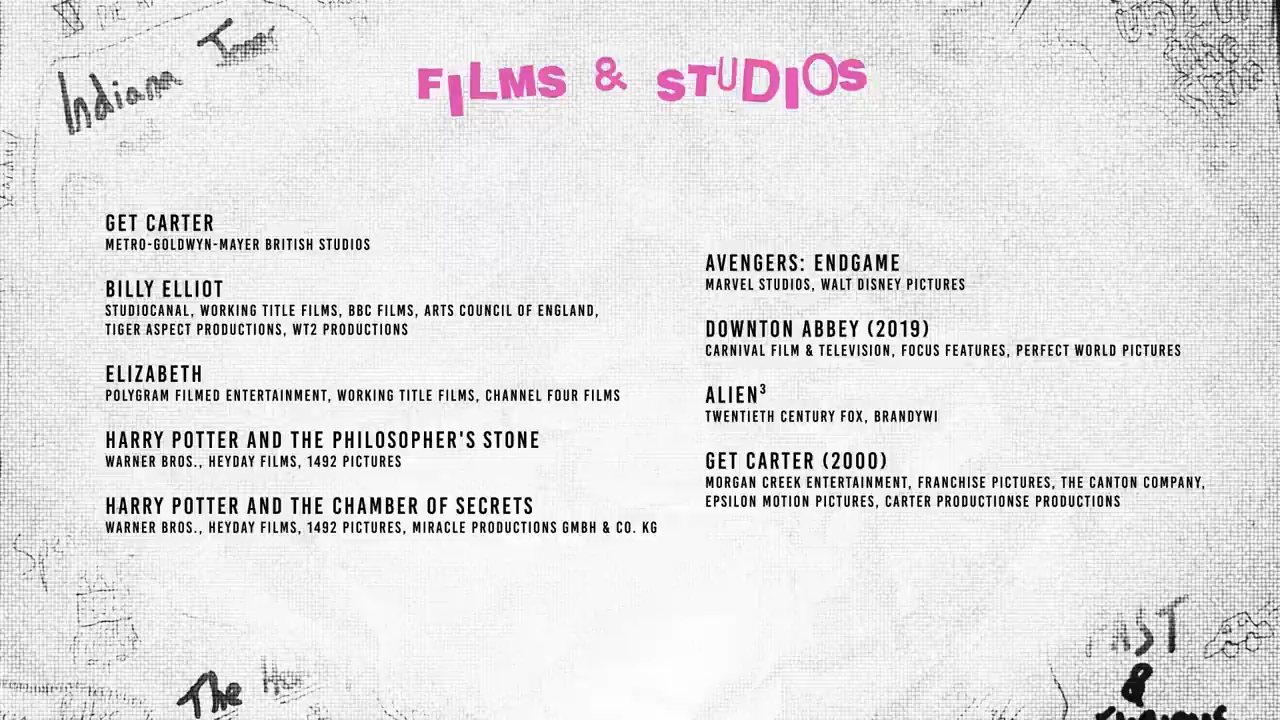 Indiana Jones
FILMS & STUDIOS
GET CARTER
METRO-GOLDWYN-MAYER BRITISH STUDIOS
BILLY ELLIOT
STUDIOCANAL, WORKING TITLE FILMS, BBC FILMS, ARTS COUNCIL OF ENGLAND,
TIGER ASPECT PRODUCTIONS, WT2 PRODUCTIONS
ELIZABETH
POLYGRAM FILMED ENTERTAINMENT, WORKING TITLE FILMS, CHANNEL FOUR FILMS
HARRY POTTER AND THE PHILOSOPHER'S STONE
WARNER BROS., HEYDAY FILMS, 1492 PICTURES
HARRY POTTER AND THE CHAMBER OF SECRETS
WARNER BROS., HEYDAY FILMS, 1492 PICTURES, MIRACLE PRODUCTIONS GMBH & CO. KG
AVENGERS: ENDGAME
MARVEL STUDIOS, WALT DISNEY PICTURES
DOWNTON ABBEY (2019)
CARNIVAL FILM & TELEVISION, FOCUS FEATURES, PERFECT WORLD PICTURES
ALIEN³
TWENTIETH CENTURY FOX, BRANDYWI
GET CARTER (2000)
MORGAN CREEK ENTERTAINMENT, FRANCHISE PICTURES, THE CANTON COMPANY,
EPSILON MOTION PICTURES, CARTER PRODUCTIONSE PRODUCTIONS
The
FAST
&
FURIOUS